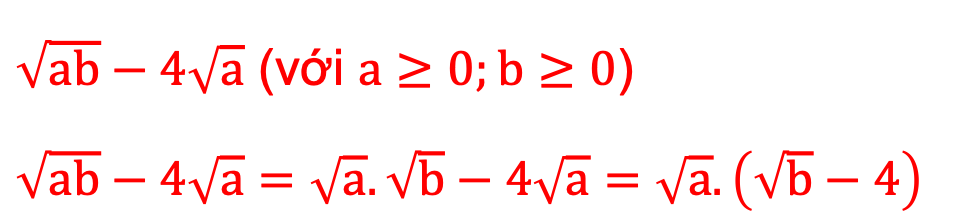 √ab − 4√a (với a ≥ 0; b ≥ 0)
√ab − 4√a = √a. √b − 4√a = √a. (√b − 4)